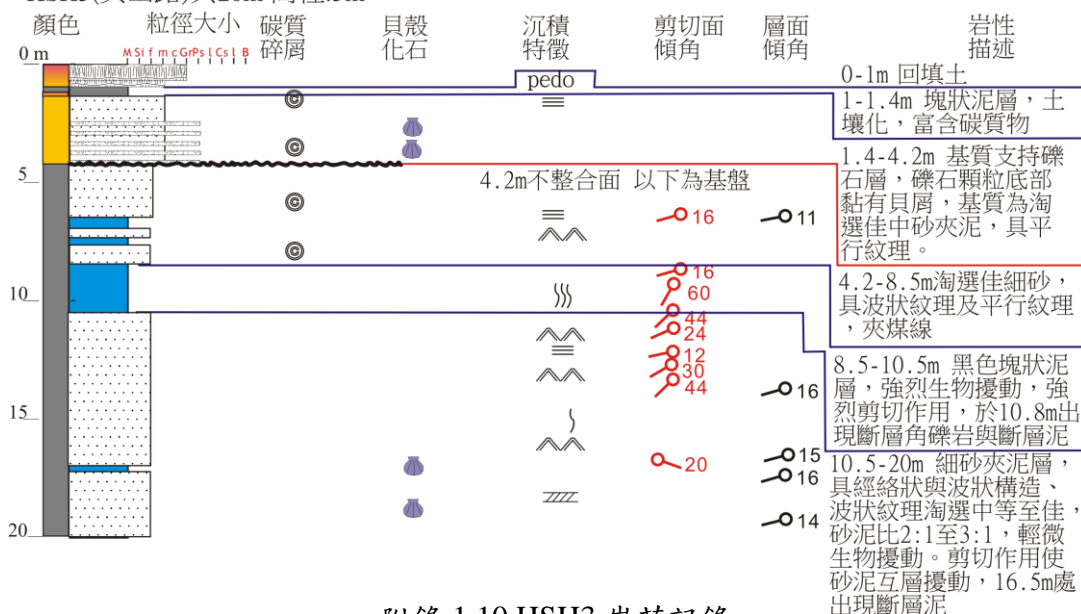 顏色 粒徑大小 碳質碎屑 貝殼化石 沉積特徵 剪切面傾角 層面傾角 岩性描述
M Si f m c Gr Ps l Cs l B
0 m
5
10
15
20
pedo
4.2m不整合面 以下為基盤
16
16
60
44
24
12
30
44
20
11
16
15
16
14
0-1m 回填土
1-1.4m 塊狀泥層，土
壤化，富含碳質物
1.4-4.2m 基質支持礫
石層，礫石顆粒底部
黏有貝屑，基質為淘
選佳中砂夾泥，具平
行紋理。
4.2-8.5m淘選佳細砂，
具波狀紋理及平行紋理
，夾煤線
8.5-10.5m 黑色塊狀泥
層，強烈生物擾動，強
烈剪切作用，於10.8m出
現斷層角礫岩與斷層泥
10.5-20m 細砂夾泥層，
具經絡狀與波狀構造、
波狀紋理淘選中等至佳，
砂泥比2:1至3:1，輕微
生物擾動。剪切作用使
砂泥互層擾動，16.5m處
出現斷層泥